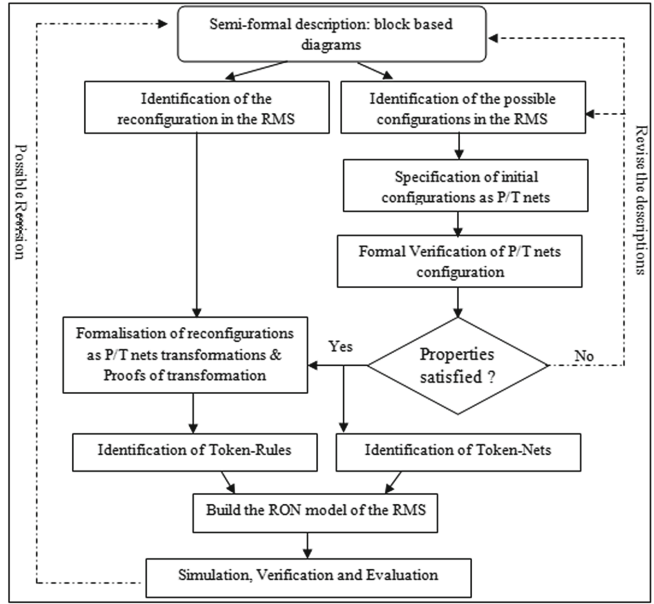 Semi-formal description: block based
diagrams
Identification of the
reconfiguration in the RMS
Identification of the possible
configurations in the RMS
Specification of initial
configurations as P/T nets
Formal Verification of P/T nets
configuration
Formalisation of reconfigurations
as P/T nets transformations &
Proofs of transformation
Yes
Properties
satisfied ?
No
Identification of Token-Rules
Identification of Token-Nets
Build the RON model of the RMS
Simulation, Verification and Evaluation
Possible Revision
Revise the descriptions